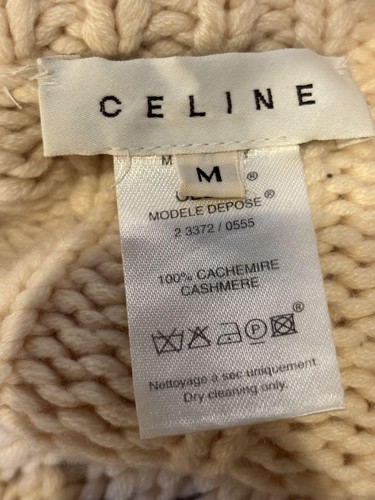 CELINE
M
M
®
MODELE DEPOSE ®
2 3372 / 0555
100% CACHEMIRE
CASHMERE
P ®
Nettoyage à sec uniquement
Dry cleaning only.